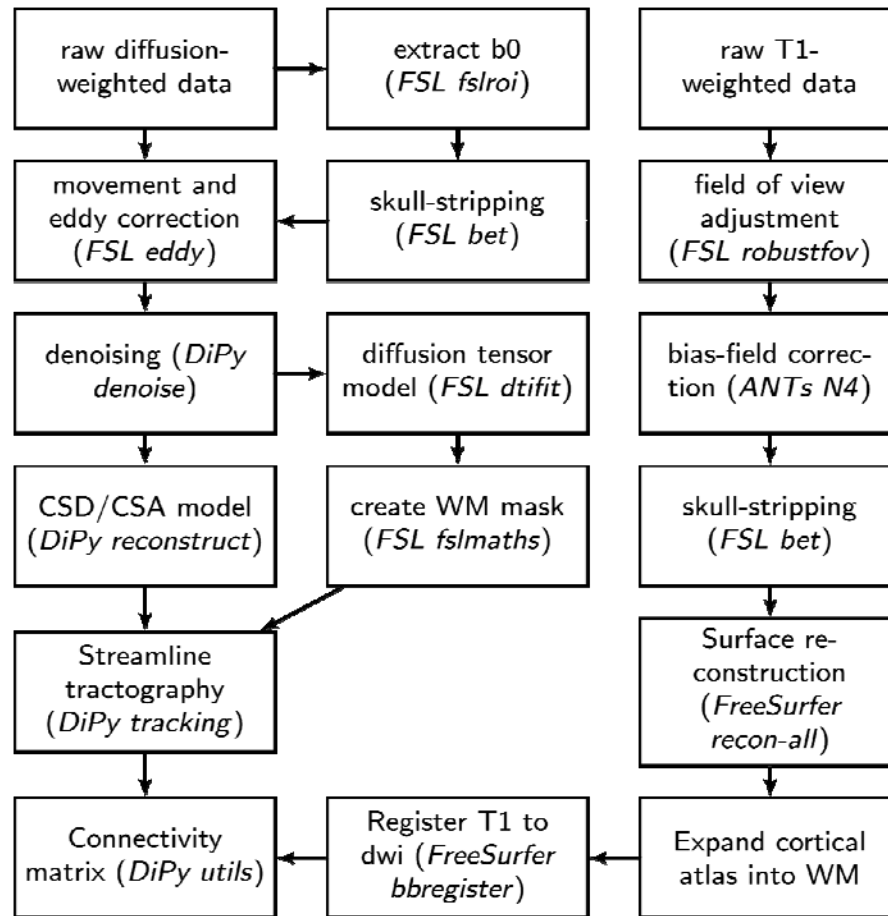 raw diffusion-
weighted data
extract b0
(FSL fslroi)
raw T1-
weighted data
movement and
eddy correction
(FSL eddy)
skull-stripping
(FSL bet)
field of view
adjustment
(FSL robustfov)
denoising (DiPy
denoise)
diffusion tensor
model (FSL dtifit)
bias-field correc-
tion (ANTs N4)
CSD/CSA model
(DiPy reconstruct)
create WM mask
(FSL fslmaths)
skull-stripping
(FSL bet)
Streamline
tractography
(DiPy tracking)
Surface re-
construction
(FreeSurfer
recon-all)
Connectivity
matrix (DiPy utils)
Register T1 to
dwi (FreeSurfer
bbregister)
Expand cortical
atlas into WM